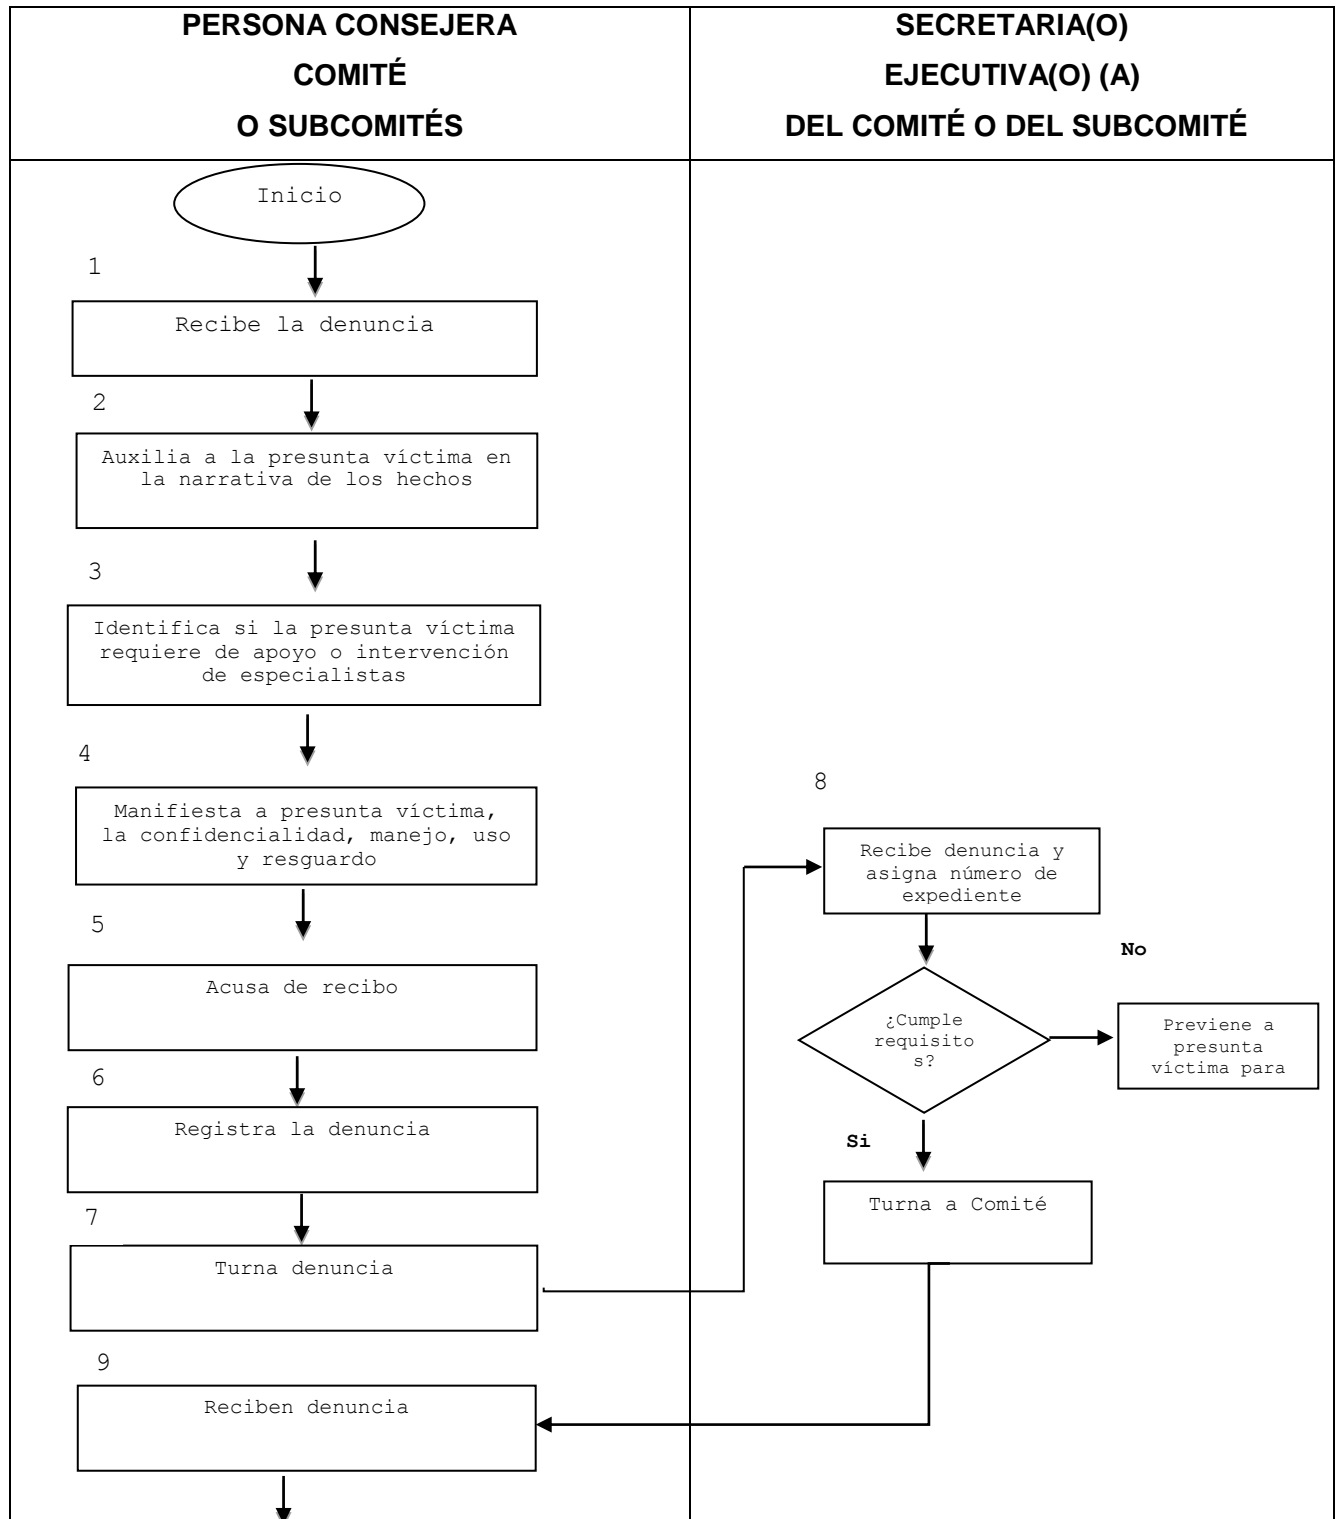 PERSONA CONSEJERA
COMITÉ
O SUBCOMITÉS
SECRETARIA(O)
EJECUTIVA(O) (A)
DEL COMITÉ O DEL SUBCOMITÉ
Inicio
1
Recibe la denuncia
2
Auxilia a la presunta víctima en
la narrativa de los hechos
3
Identifica si la presunta víctima
requiere de apoyo o intervención
de especialistas
4
Manifiesta a presunta víctima,
la confidencialidad, manejo, uso
y resguardo
5
Acusa de recibo
6
Registra la denuncia
7
Turna denuncia
8
Recibe denuncia y
asigna número de
expediente
¿Cumple
requisito
s?
No
Previene a
presunta
víctima para
Si
Turna a Comité
9
Reciben denuncia